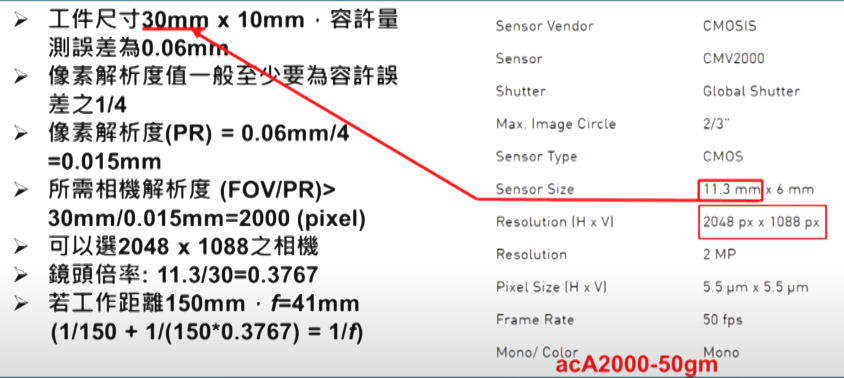 ➢ 工件尺寸30mm x 10mm，容許量
測誤差為0.06mm
➢ 像素解析度值一般至少要為容許誤
差之1/4
➢ 像素解析度(PR) = 0.06mm/4
=0.015mm
➢ 所需相機解析度 (FOV/PR)>
30mm/0.015mm=2000 (pixel)
➢ 可以選2048 x 1088之相機
➢ 鏡頭倍率: 11.3/30=0.3767
➢ 若工作距離150mm，f=41mm
(1/150 + 1/(150*0.3767) = 1/f)
Sensor Vendor CMOSIS
Sensor CMV2000
Shutter Global Shutter
Max. Image Circle 2/3"
Sensor Type CMOS
Sensor Size 11.3 mm x 6 mm
Resolution (H x V) 2048 px x 1088 px
Resolution 2 MP
Pixel Size (H x V) 5.5 µm x 5.5 µm
Frame Rate 50 fps
Mono/ Color Mono
acA2000-50gm